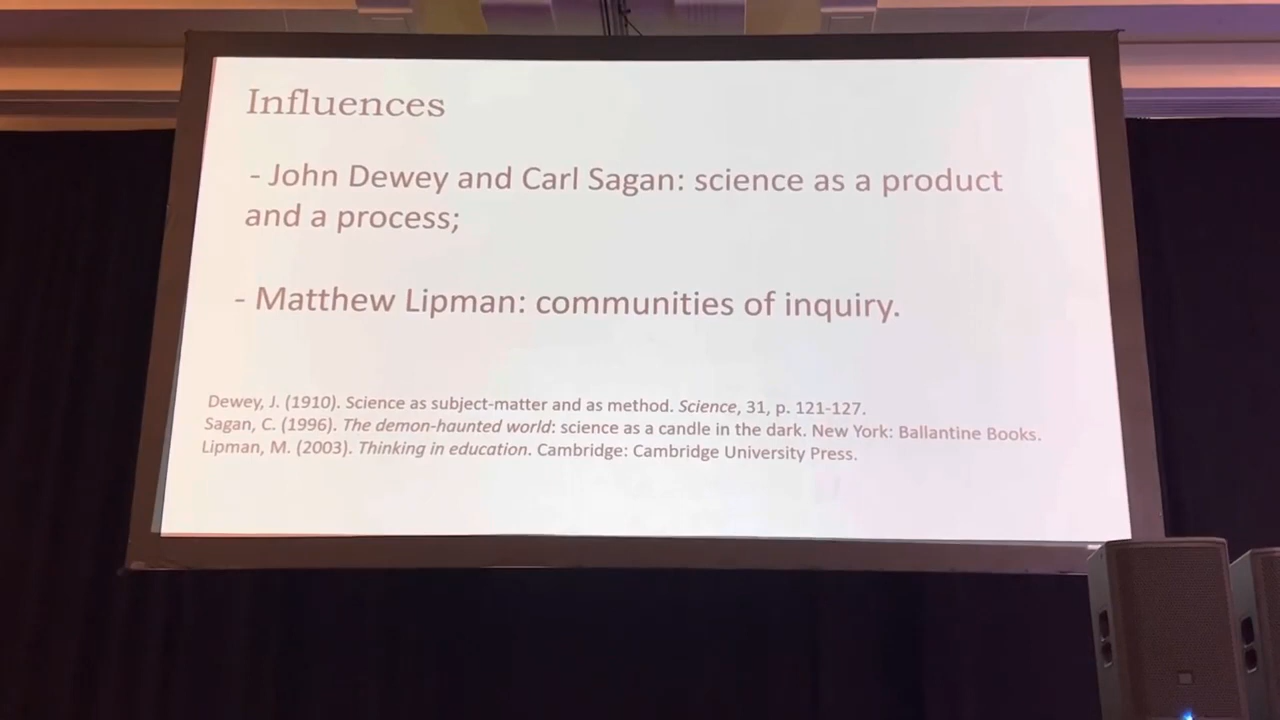 Influences
- John Dewey and Carl Sagan: science as a product
and a process;
- Matthew Lipman: communities of inquiry.
Dewey, J. (1910). Science as subject-matter and as method. Science, 31, p. 121-127.
Sagan, C. (1996). The demon-haunted world: science as a candle in the dark. New York: Ballantine Books.
Lipman, M. (2003). Thinking in education. Cambridge: Cambridge University Press.